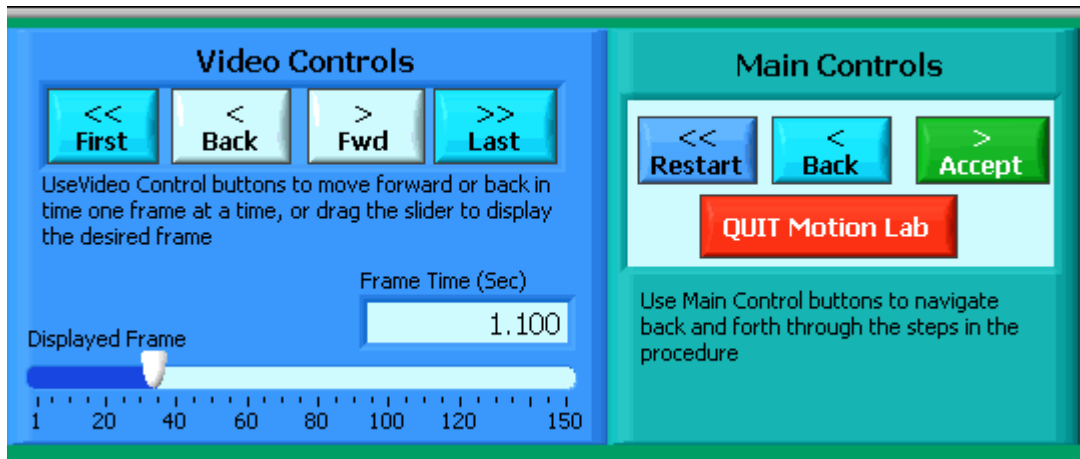 Video Controls
<<
First
<
Back
>
Fwd
>>
Last
UseVideo Control buttons to move forward or back in
time one frame at a time, or drag the slider to display
the desired frame
Frame Time (Sec)
1.100
Displayed Frame
1 20 40 60 80 100 120 150
Main Controls
<<
Restart
<
Back
>
Accept
QUIT Motion Lab
Use Main Control buttons to navigate
back and forth through the steps in the
procedure